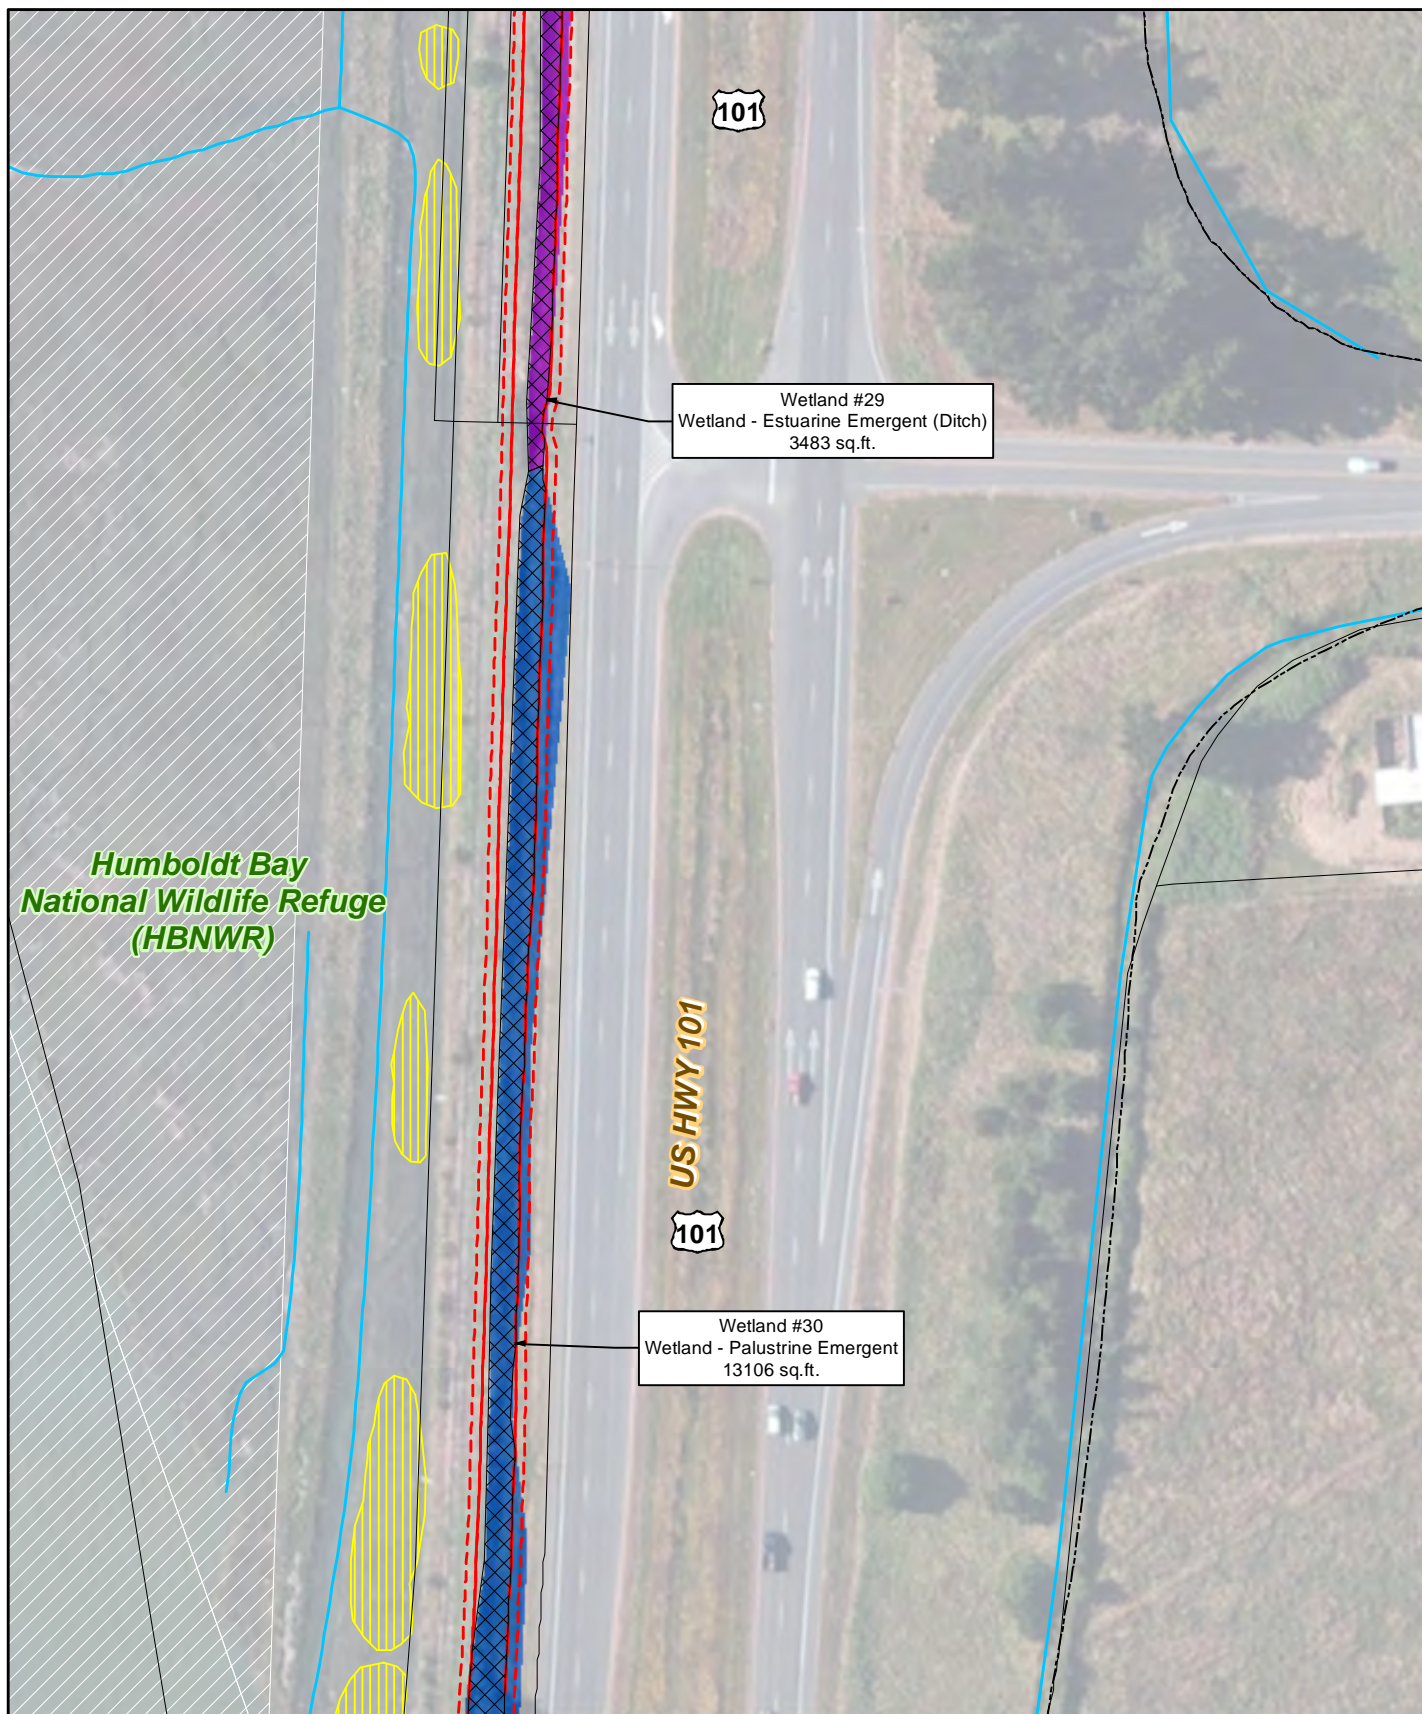 101
Wetland #29
Wetland - Estuarine Emergent (Ditch)
3483 sq.ft.
Humboldt Bay
National Wildlife Refuge
(HBNWR)
US HWY 101
101
Wetland #30
Wetland - Palustrine Emergent
13106 sq.ft.